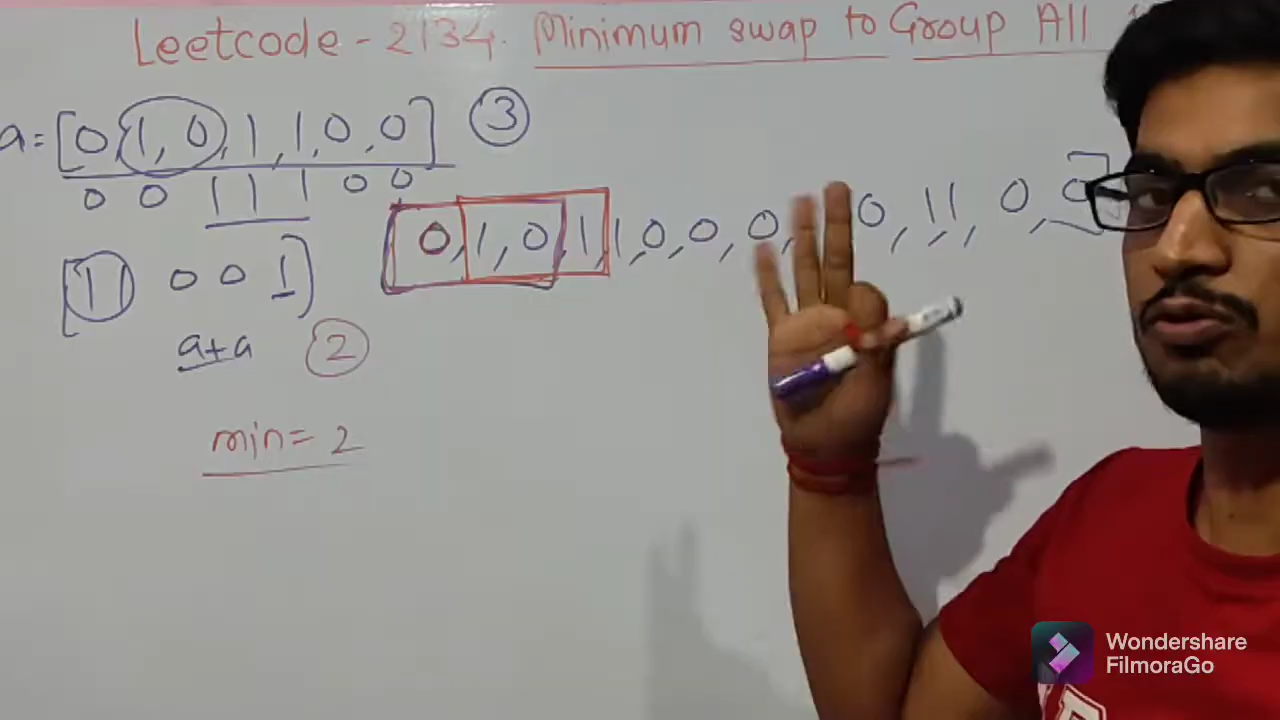 Leetcode - 2134. Minimum swap to Group All
a = [0, 1, 0, 1, 1, 0, 0] 3
0 0 1 1 1 0 0
[0, 1, 0, 1, 1, 0, 0, 0, 0, 1 1, 0, 0]
[1 1 0 0 1]
a+a 2
min = 2
Wondershare
FilmoraGo